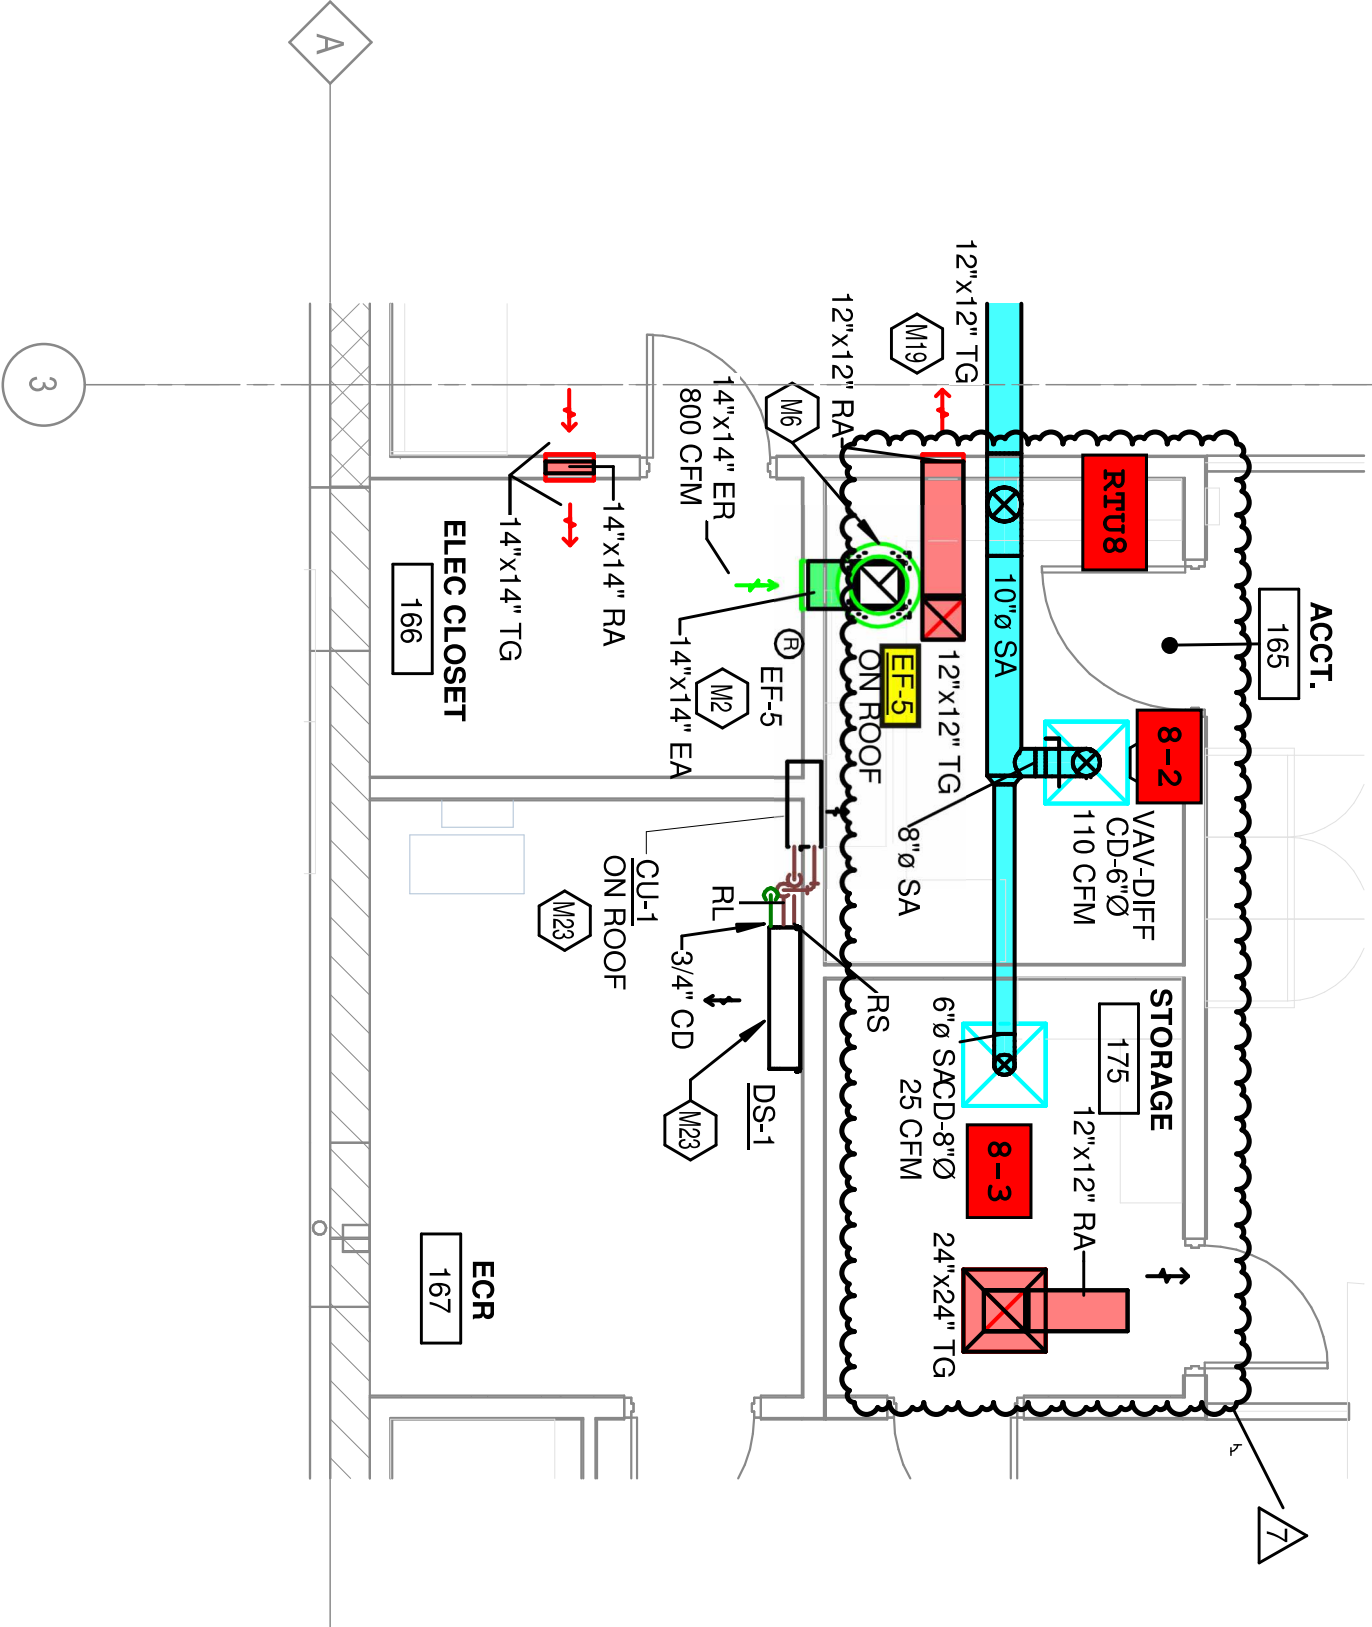 A
3
ACCT.
165
RTU8
8-2
VAV-DIFF
CD-6"Ø
110 CFM
STORAGE
175
12"x12" RA
12"x12" TG
M19
12"x12" RA
10"ø SA
12"x12" TG
EF-5
ON ROOF
8"ø SA
6"ø SA
CD-8"Ø
25 CFM
8-3
24"x24" TG
M6
14"x14" ER
800 CFM
R
EF-5
M2
14"x14" EA
14"x14" RA
14"x14" TG
ELEC CLOSET
166
CU-1
ON ROOF
M23
RL
3/4" CD
RS
DS-1
M23
ECR
167
7